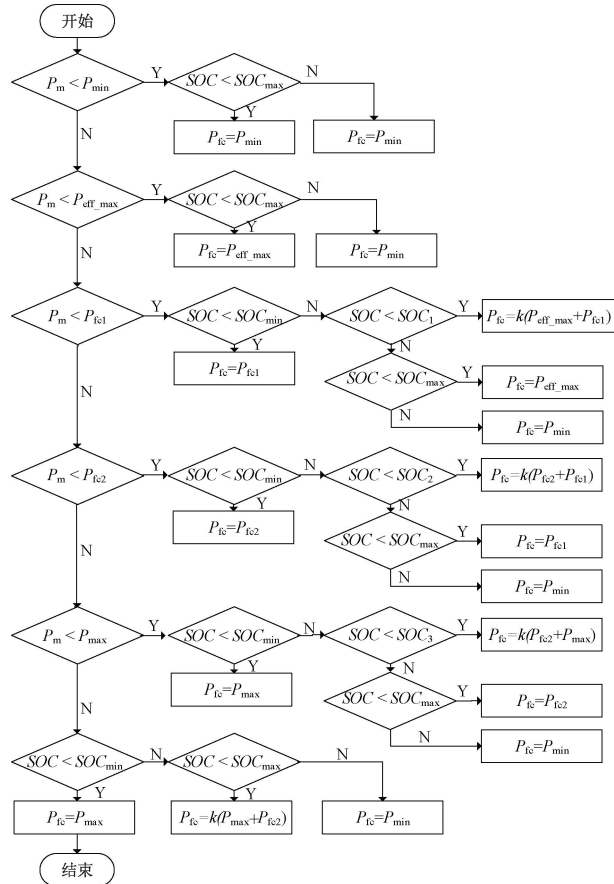 开始
P_m < P_min
Y
SOC < SOC_max
N
Y
P_fc=P_min
P_fc=P_min
N
P_m < P_eff_max
Y
SOC < SOC_max
N
Y
P_fc=P_eff_max
P_fc=P_min
N
P_m < P_fc1
Y
SOC < SOC_min
N
SOC < SOC_1
Y
P_fc=k(P_eff_max+P_fc1)
Y
P_fc=P_fc1
N
SOC < SOC_max
Y
P_fc=P_eff_max
N
P_fc=P_min
N
P_m < P_fc2
Y
SOC < SOC_min
N
SOC < SOC_2
Y
P_fc=k(P_fc2+P_fc1)
Y
P_fc=P_fc2
N
SOC < SOC_max
Y
P_fc=P_fc1
N
P_fc=P_min
N
P_m < P_max
Y
SOC < SOC_min
N
SOC < SOC_3
Y
P_fc=k(P_fc2+P_max)
Y
P_fc=P_max
N
SOC < SOC_max
Y
P_fc=P_fc2
N
P_fc=P_min
N
SOC < SOC_min
N
SOC < SOC_max
N
Y
P_fc=P_max
Y
P_fc=k(P_max+P_fc2)
P_fc=P_min
结束